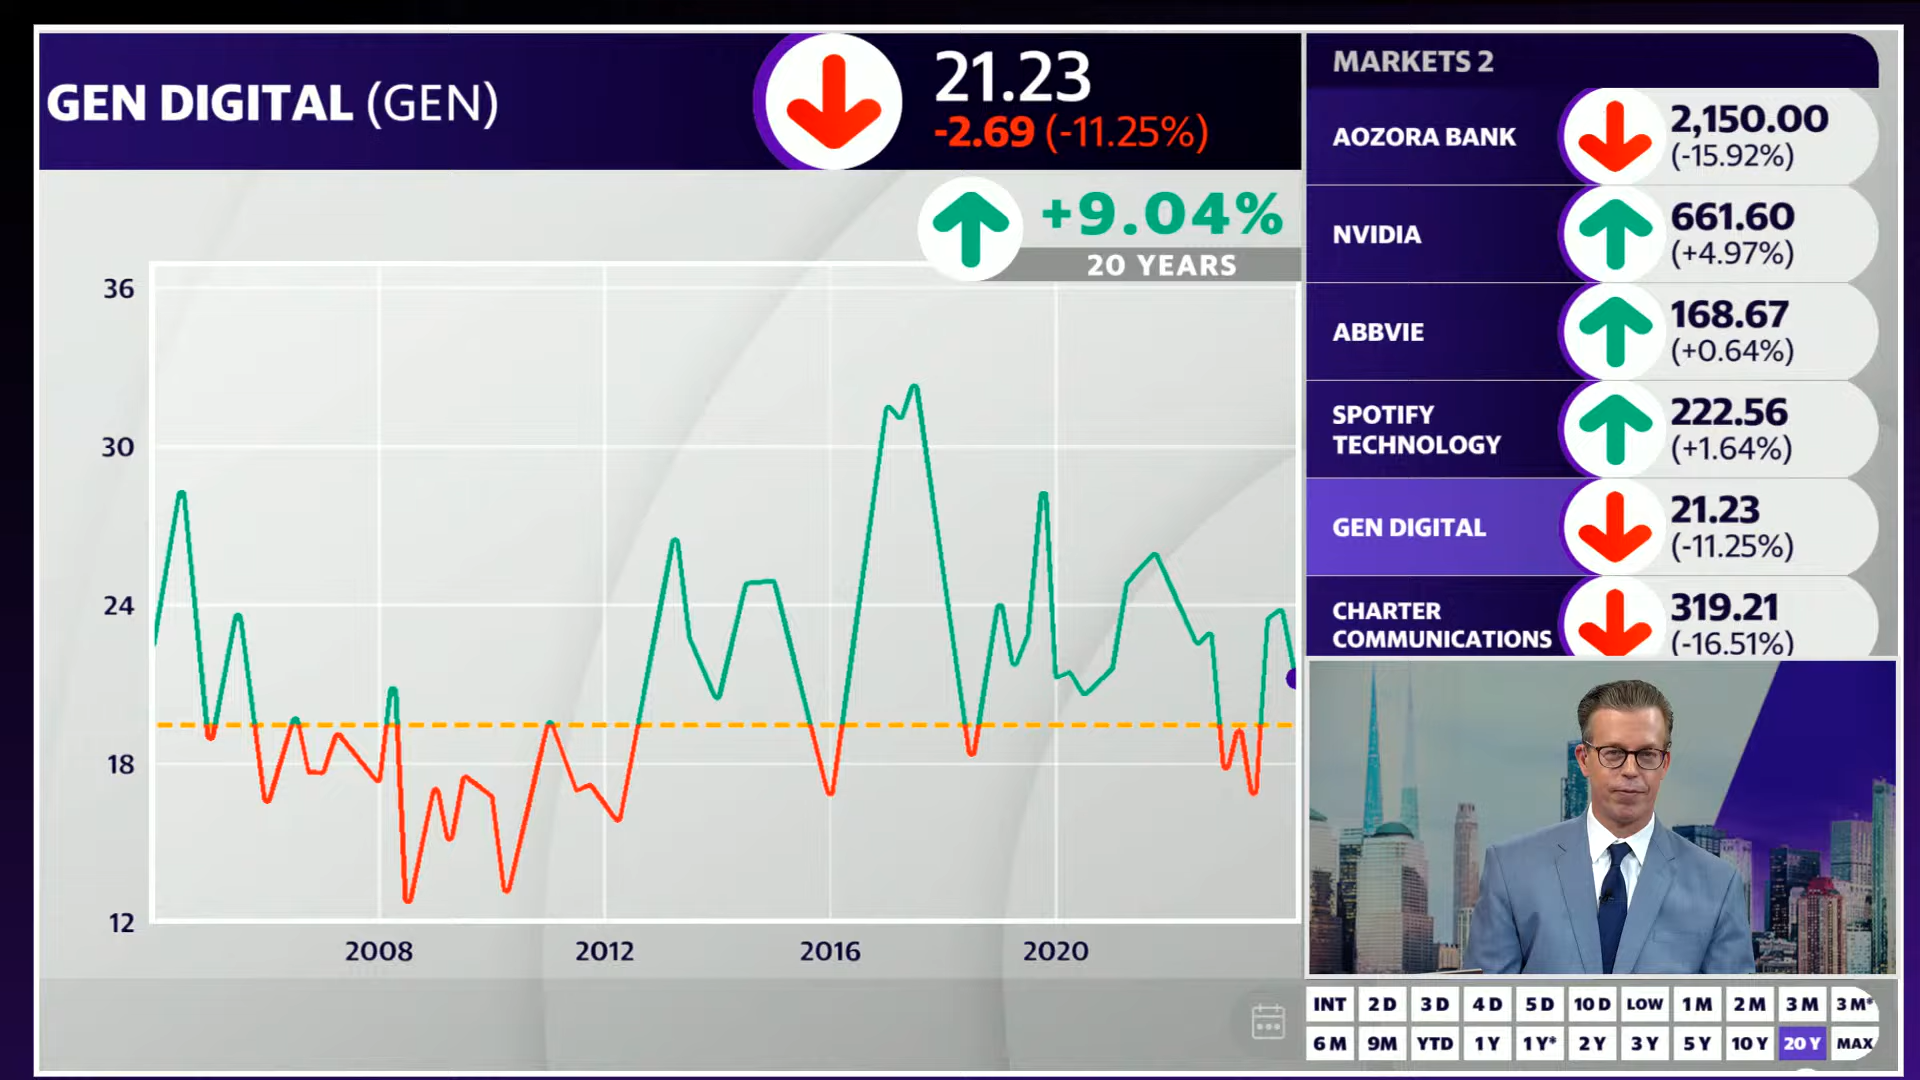 GEN DIGITAL (GEN)
21.23
-2.69 (-11.25%)
+9.04%
20 YEARS
36
30
24
18
12
2008
2012
2016
2020
MARKETS 2
AOZORA BANK
2,150.00
(-15.92%)
NVIDIA
661.60
(+4.97%)
ABBVIE
168.67
(+0.64%)
SPOTIFY
TECHNOLOGY
222.56
(+1.64%)
GEN DIGITAL
21.23
(-11.25%)
CHARTER
COMMUNICATIONS
319.21
(-16.51%)
INT 2 D 3 D 4 D 5 D 10 D LOW 1 M 2 M 3 M 3 M*
6 M 9M YTD 1 Y 1 Y* 2 Y 3 Y 5 Y 10 Y 20 Y MAX